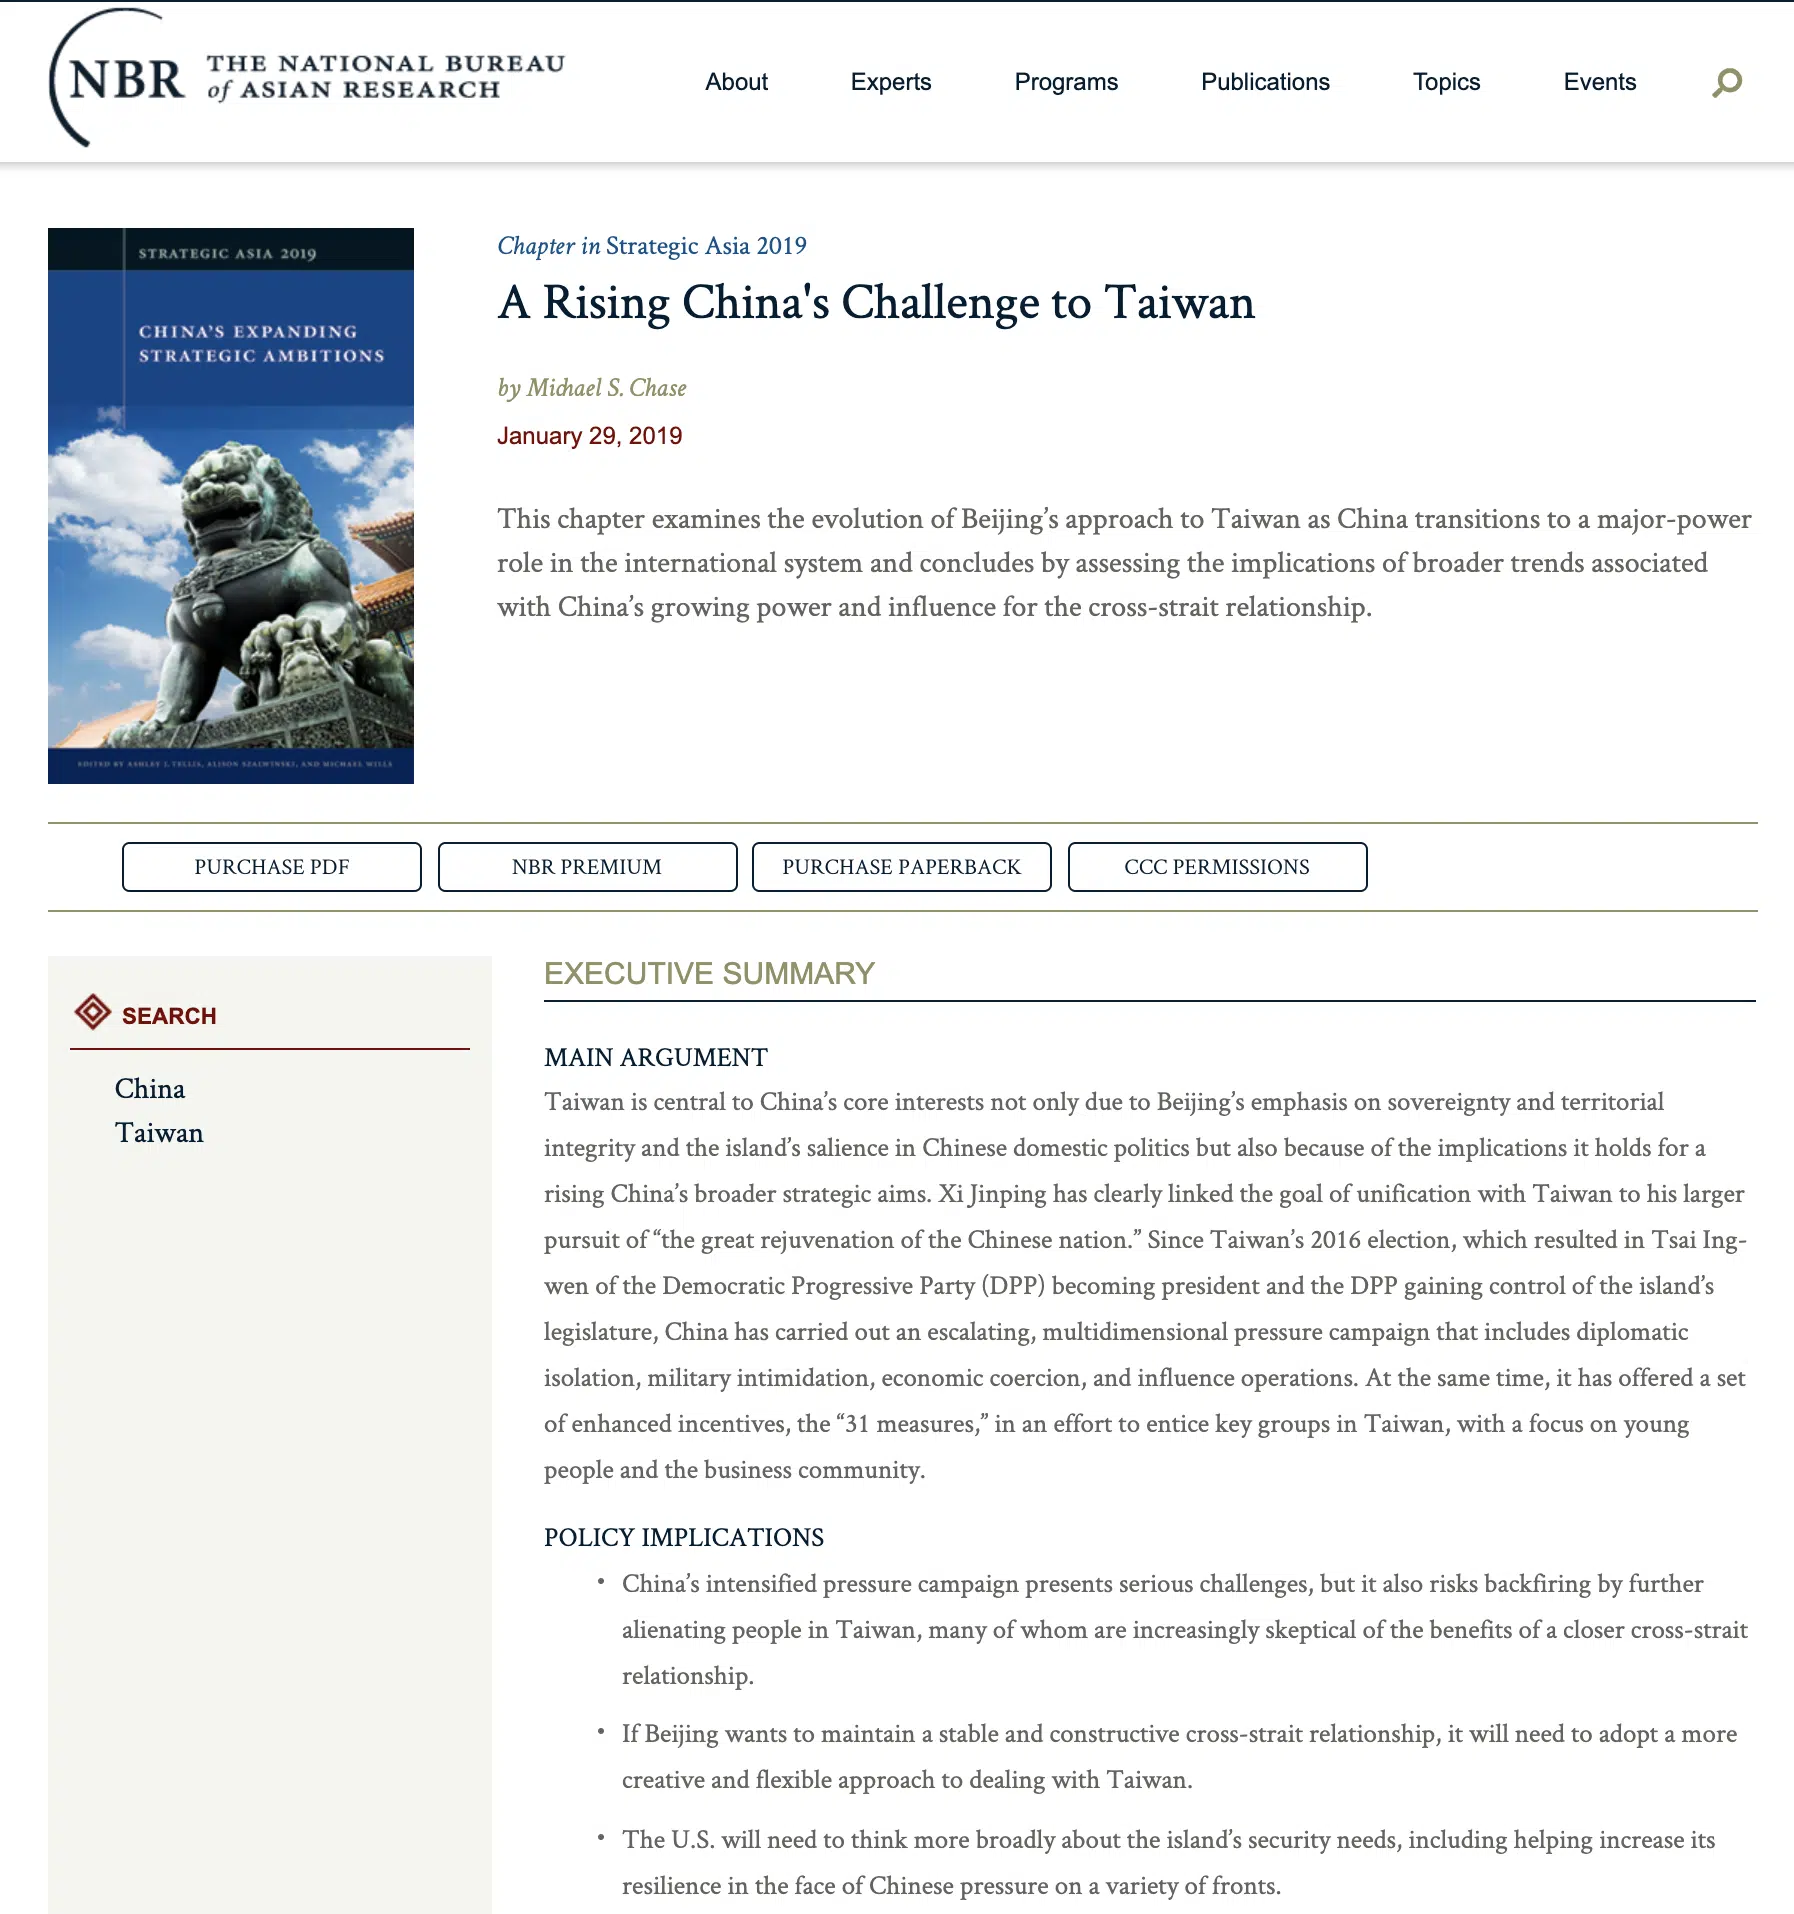 NBR
THE NATIONAL BUREAU
of ASIAN RESEARCH
About
Experts
Programs
Publications
Topics
Events
STRATEGIC ASIA 2019
CHINA'S EXPANDING
STRATEGIC AMBITIONS
EDITED BY ASHLEY J. TELLIS, ALISON SZALWINSKI, AND MICHAEL WILLS
Chapter in Strategic Asia 2019
A Rising China's Challenge to Taiwan
by Michael S. Chase
January 29, 2019
This chapter examines the evolution of Beijing’s approach to Taiwan as China transitions to a major-power
role in the international system and concludes by assessing the implications of broader trends associated
with China’s growing power and influence for the cross-strait relationship.
PURCHASE PDF
NBR PREMIUM
PURCHASE PAPERBACK
CCC PERMISSIONS
SEARCH
China
Taiwan
EXECUTIVE SUMMARY
MAIN ARGUMENT
Taiwan is central to China’s core interests not only due to Beijing’s emphasis on sovereignty and territorial
integrity and the island’s salience in Chinese domestic politics but also because of the implications it holds for a
rising China’s broader strategic aims. Xi Jinping has clearly linked the goal of unification with Taiwan to his larger
pursuit of “the great rejuvenation of the Chinese nation.” Since Taiwan’s 2016 election, which resulted in Tsai Ing-
wen of the Democratic Progressive Party (DPP) becoming president and the DPP gaining control of the island’s
legislature, China has carried out an escalating, multidimensional pressure campaign that includes diplomatic
isolation, military intimidation, economic coercion, and influence operations. At the same time, it has offered a set
of enhanced incentives, the “31 measures,” in an effort to entice key groups in Taiwan, with a focus on young
people and the business community.
POLICY IMPLICATIONS
• China’s intensified pressure campaign presents serious challenges, but it also risks backfiring by further
alienating people in Taiwan, many of whom are increasingly skeptical of the benefits of a closer cross-strait
relationship.
• If Beijing wants to maintain a stable and constructive cross-strait relationship, it will need to adopt a more
creative and flexible approach to dealing with Taiwan.
• The U.S. will need to think more broadly about the island’s security needs, including helping increase its
resilience in the face of Chinese pressure on a variety of fronts.